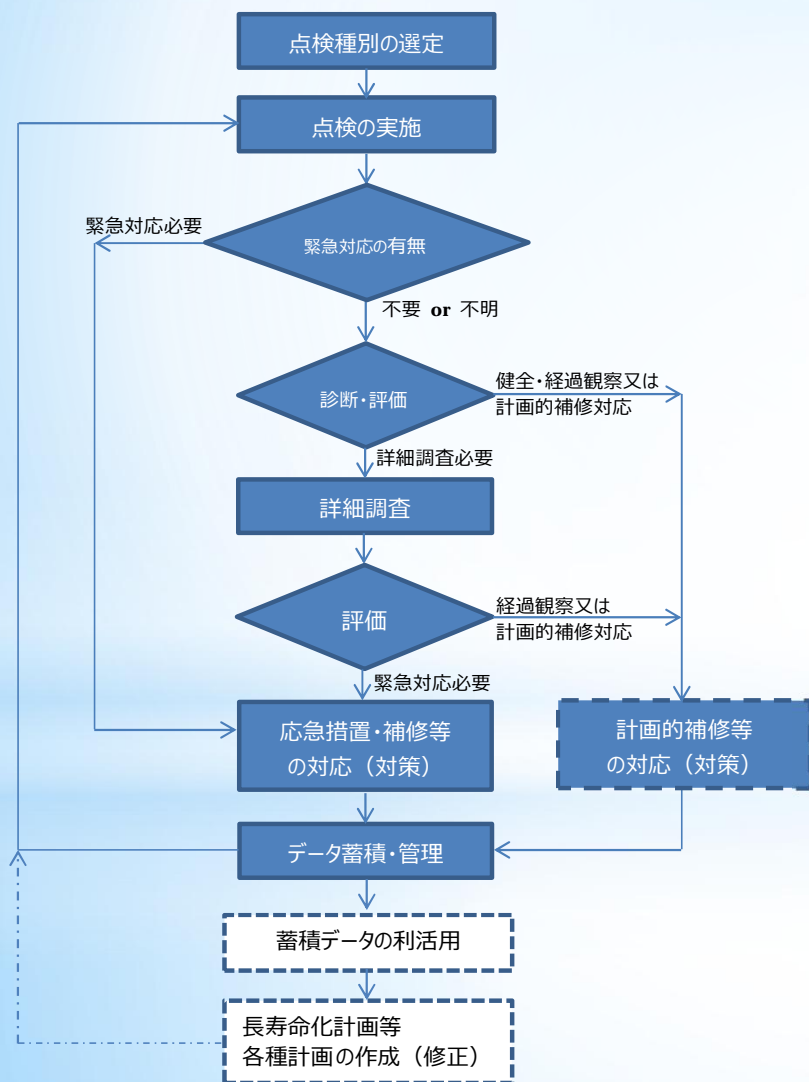 点検種別の選定
点検の実施
緊急対応必要
緊急対応の有無
不要 or 不明
診断・評価
健全・経過観察又は
計画的補修対応
詳細調査必要
詳細調査
評価
経過観察又は
計画的補修対応
緊急対応必要
応急措置・補修等
の対応（対策）
計画的補修等
の対応（対策）
データ蓄積・管理
蓄積データの利活用
長寿命化計画等
各種計画の作成（修正）